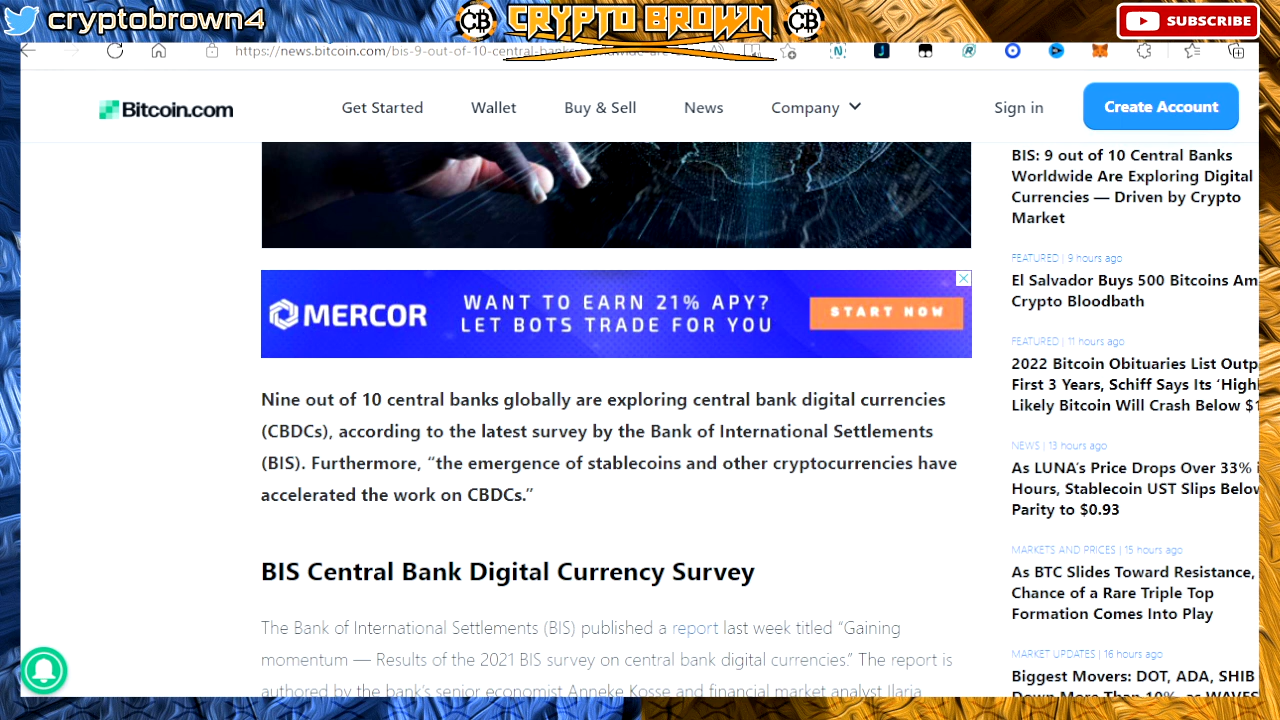 cryptobrown4
CB CRYPTO BROWN CB
SUBSCRIBE
https://news.bitcoin.com/bis-9-out-of-10-central-banks
Bitcoin.com
Get Started
Wallet
Buy & Sell
News
Company
Sign in
Create Account
MERCOR
WANT TO EARN 21% APY?
LET BOTS TRADE FOR YOU
START NOW
Nine out of 10 central banks globally are exploring central bank digital currencies
(CBDCs), according to the latest survey by the Bank of International Settlements
(BIS). Furthermore, “the emergence of stablecoins and other cryptocurrencies have
accelerated the work on CBDCs.”
BIS Central Bank Digital Currency Survey
The Bank of International Settlements (BIS) published a report last week titled “Gaining
momentum — Results of the 2021 BIS survey on central bank digital currencies.” The report is
authored by the bank's senior economist Anneke Kosse and financial market analyst Ilaria
BIS: 9 out of 10 Central Banks
Worldwide Are Exploring Digital
Currencies — Driven by Crypto
Market
FEATURED | 9 hours ago
El Salvador Buys 500 Bitcoins Am
Crypto Bloodbath
FEATURED | 11 hours ago
2022 Bitcoin Obituaries List Outp
First 3 Years, Schiff Says Its ‘High
Likely Bitcoin Will Crash Below $1
NEWS | 13 hours ago
As LUNA’s Price Drops Over 33% i
Hours, Stablecoin UST Slips Below
Parity to $0.93
MARKETS AND PRICES | 15 hours ago
As BTC Slides Toward Resistance,
Chance of a Rare Triple Top
Formation Comes Into Play
MARKET UPDATES | 16 hours ago
Biggest Movers: DOT, ADA, SHIB
Down More Than 10%, as WAVES